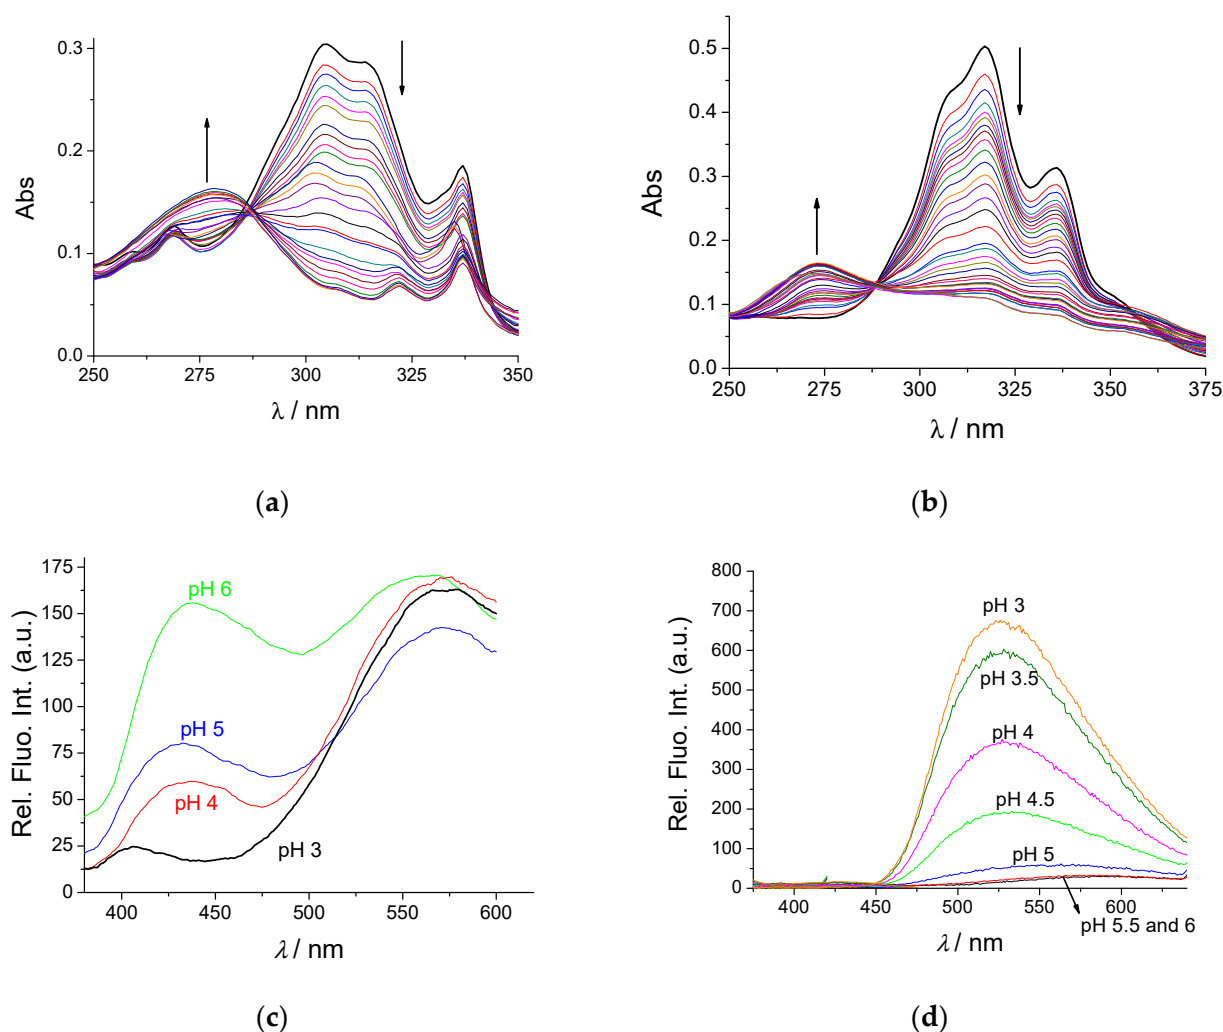 0.3
0.2
0.1
0.0
Abs
250
275
300
325
350
λ / nm
(a)
0.5
0.4
0.3
0.2
0.1
0.0
Abs
250
275
300
325
350
375
λ / nm
(b)
175
150
125
100
75
50
25
0
Rel. Fluo. Int. (a.u.)
pH 6
pH 5
pH 4
pH 3
400
450
500
550
600
λ / nm
(c)
800
700
600
500
400
300
200
100
0
Rel. Fluo. Int. (a.u.)
pH 3
pH 3.5
pH 4
pH 4.5
pH 5
pH 5.5 and 6
400
450
500
550
600
λ / nm
(d)